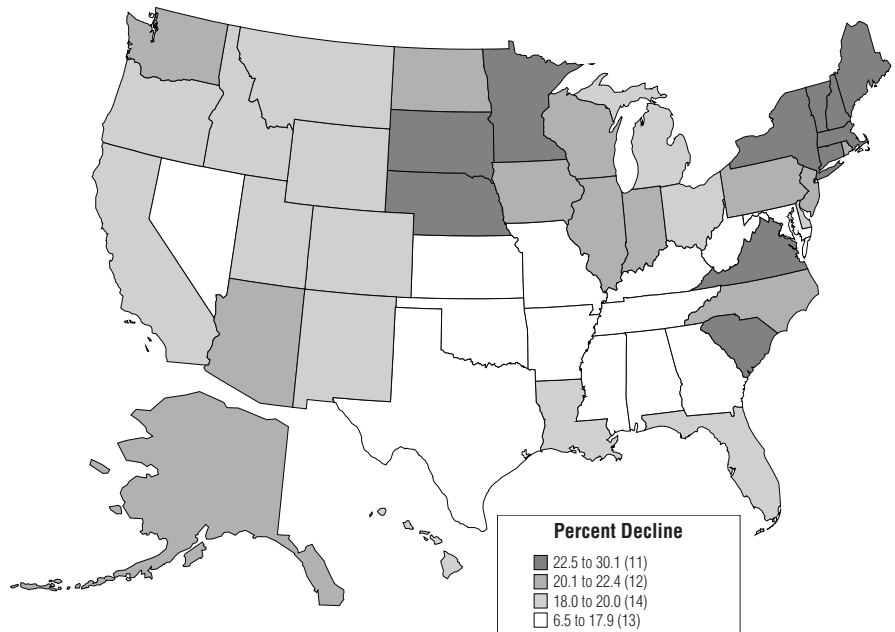 Percent Decline
22.5 to 30.1 (11)
20.1 to 22.4 (12)
18.0 to 20.0 (14)
6.5 to 17.9 (13)